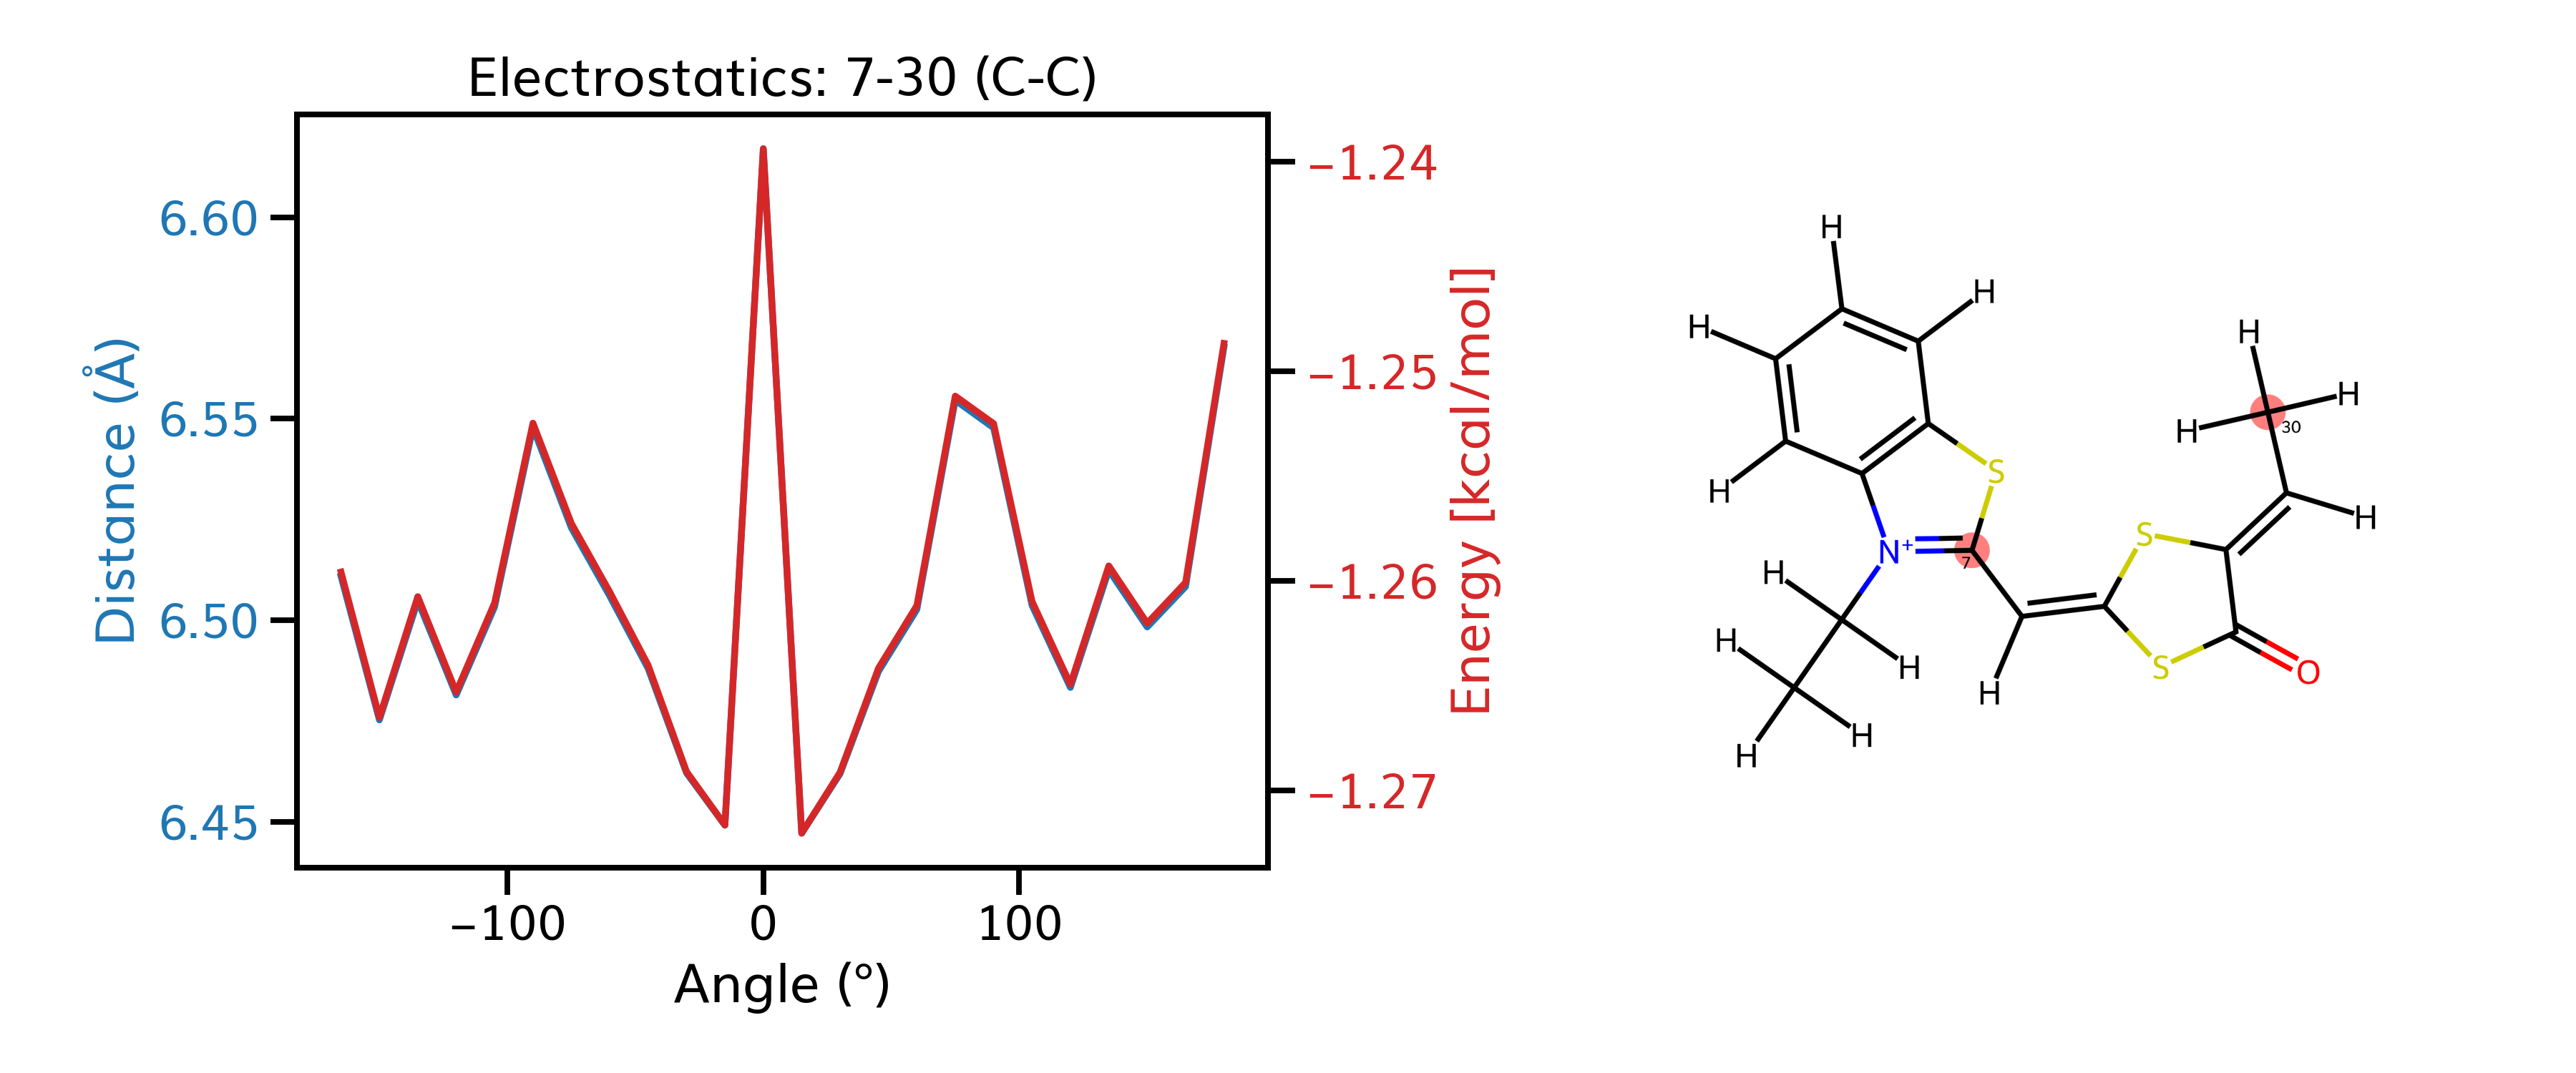 Electrostatics: 7-30 (C-C)
Distance (Å)
6.60
6.55
6.50
6.45
−1.24
−1.25
−1.26
−1.27
Energy [kcal/mol]
−100 0 100
Angle (°)
H
H
H
H
H
H H
H 30
S
S H
N+ 7
H
H H
S O
H
H H